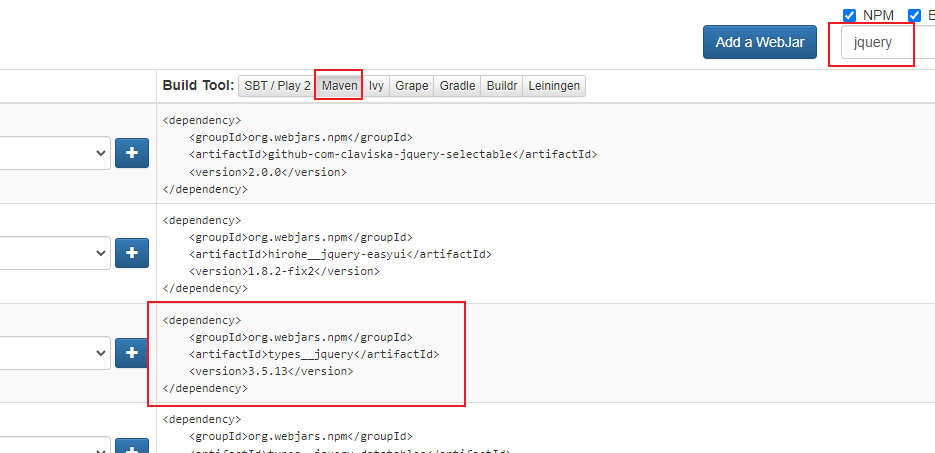 NPM
Add a WebJar
jquery
Build Tool: SBT / Play 2 Maven Ivy Grape Gradle Buildr Leiningen
<dependency>
<groupId>org.webjars.npm</groupId>
<artifactId>github-com-claviska-jquery-selectable</artifactId>
<version>2.0.0</version>
</dependency>
<dependency>
<groupId>org.webjars.npm</groupId>
<artifactId>hirohe__jquery-easyui</artifactId>
<version>1.8.2-fix2</version>
</dependency>
<dependency>
<groupId>org.webjars.npm</groupId>
<artifactId>types__jquery</artifactId>
<version>3.5.13</version>
</dependency>
<dependency>
<groupId>org.webjars.npm</groupId>